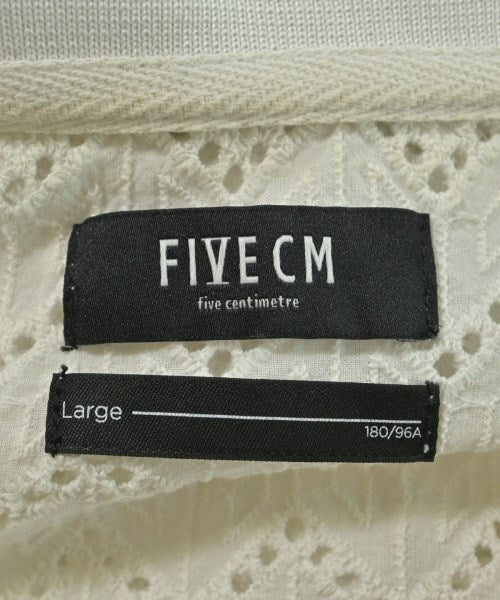 FIVE CM
five centimetre
Large
180/96A